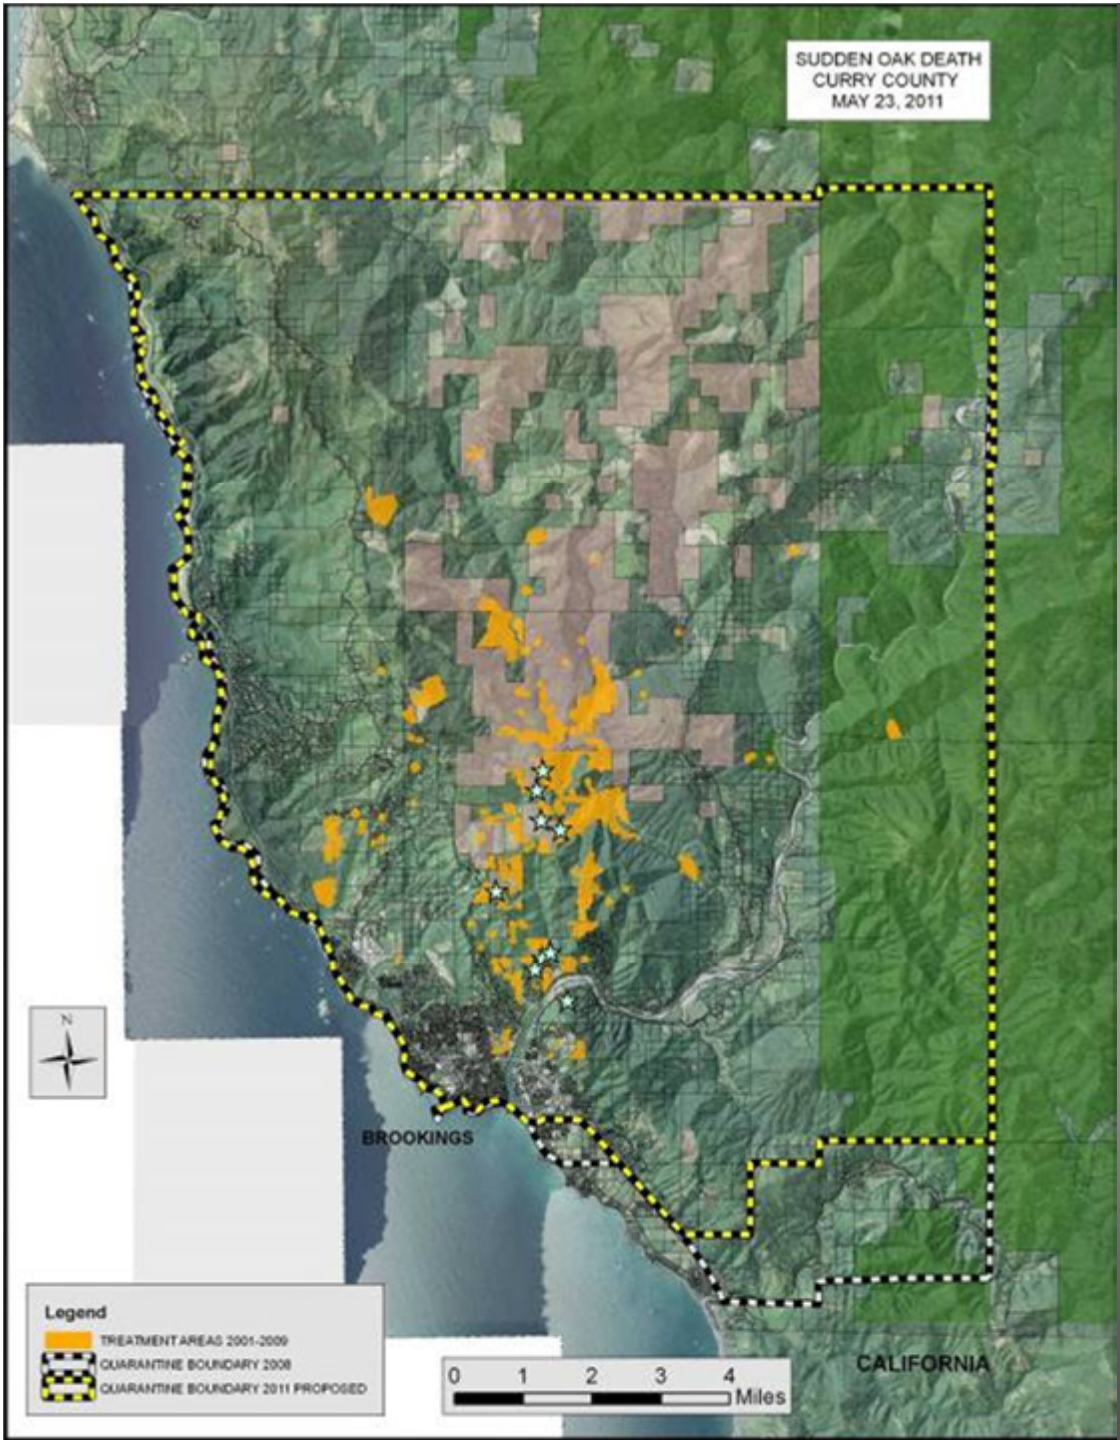 SUDDEN OAK DEATH
CURRY COUNTY
MAY 23, 2011
N
BROOKINGS
CALIFORNIA
Legend
TREATMENT AREAS 2001-2009
QUARANTINE BOUNDARY 2008
QUARANTINE BOUNDARY 2011 PROPOSED
0 1 2 3 4
Miles